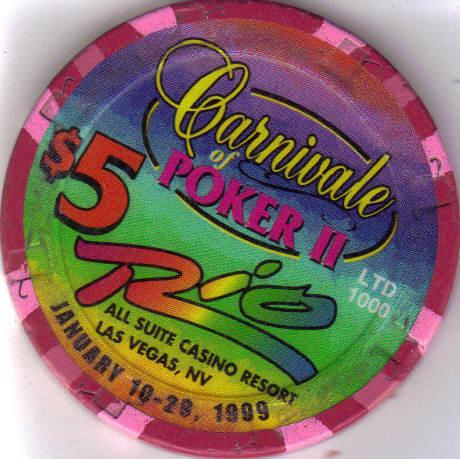 Carnivale
of
POKER II
$5
LTD
1000
Rio
ALL SUITE CASINO RESORT
LAS VEGAS, NV
JANUARY 10-29, 1999